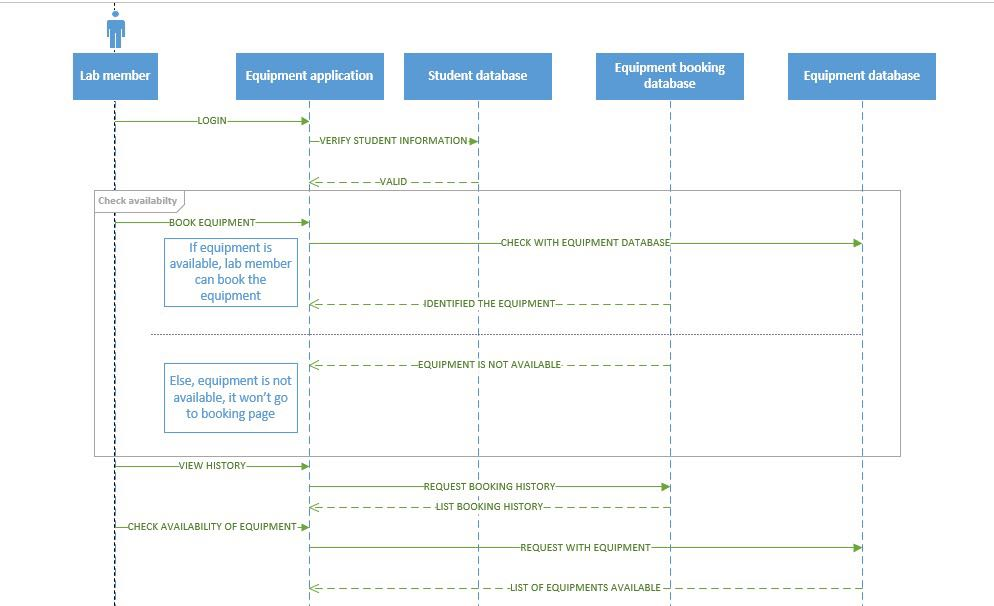 Lab member
Equipment application
Student database
Equipment booking
database
Equipment database
LOGIN
VERIFY STUDENT INFORMATION
VALID
Check availabilty
BOOK EQUIPMENT
CHECK WITH EQUIPMENT DATABASE
If equipment is
available, lab member
can book the
equipment
IDENTIFIED THE EQUIPMENT
EQUIPMENT IS NOT AVAILABLE
Else, equipment is not
available, it won't go
to booking page
VIEW HISTORY
REQUEST BOOKING HISTORY
LIST BOOKING HISTORY
CHECK AVAILABILITY OF EQUIPMENT
REQUEST WITH EQUIPMENT
LIST OF EQUIPMENTS AVAILABLE